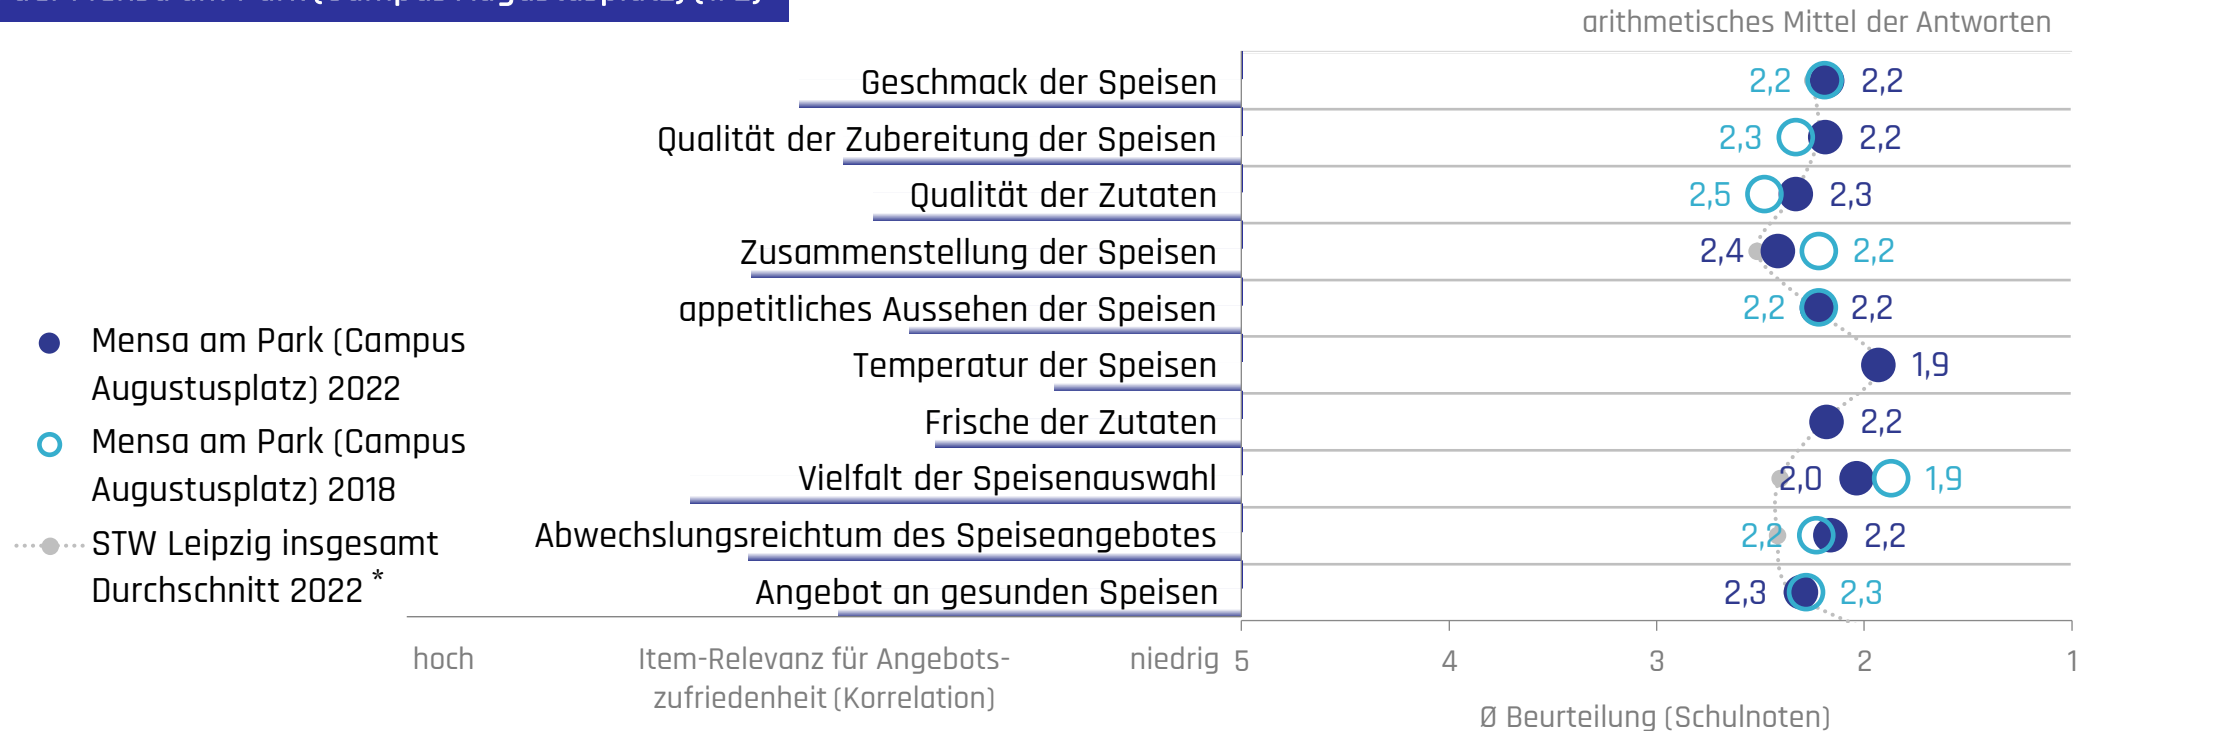 arithmetisches Mittel der Antworten
Geschmack der Speisen 2,2 2,2
Qualität der Zubereitung der Speisen 2,3 2,2
Qualität der Zutaten 2,5 2,3
Zusammenstellung der Speisen 2,4 2,2
appetitliches Aussehen der Speisen 2,2 2,2
Temperatur der Speisen 1,9
Frische der Zutaten 2,2
Vielfalt der Speisenauswahl 2,0 1,9
Abwechslungsreichtum des Speiseangebotes 2,2 2,2
Angebot an gesunden Speisen 2,3 2,3
Mensa am Park (Campus
Augustusplatz) 2022
Mensa am Park (Campus
Augustusplatz) 2018
STW Leipzig insgesamt
Durchschnitt 2022 *
hoch Item-Relevanz für Angebots- niedrig
zufriedenheit (Korrelation)
5 4 3 2 1
Ø Beurteilung (Schulnoten)